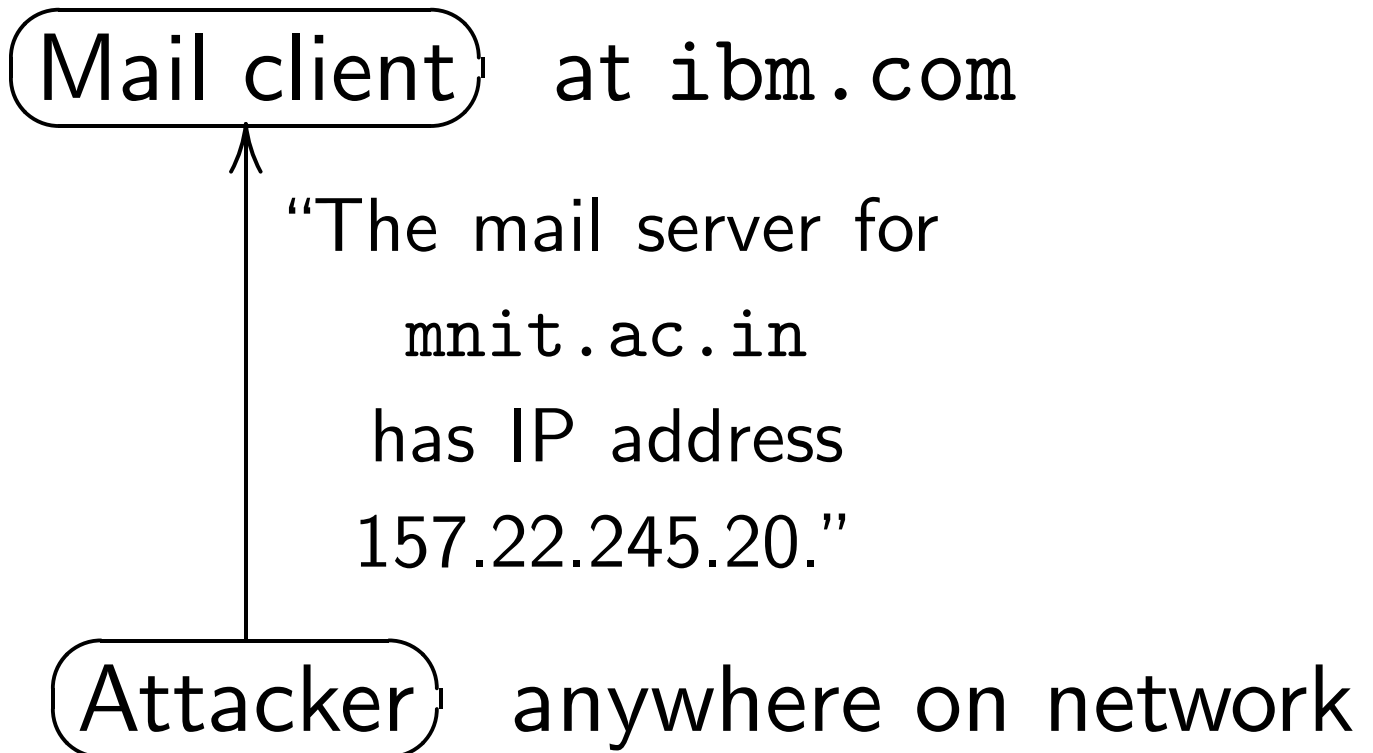 Mail client at ibm.com
“The mail server for
mnit.ac.in
has IP address
157.22.245.20.”
Attacker anywhere on network